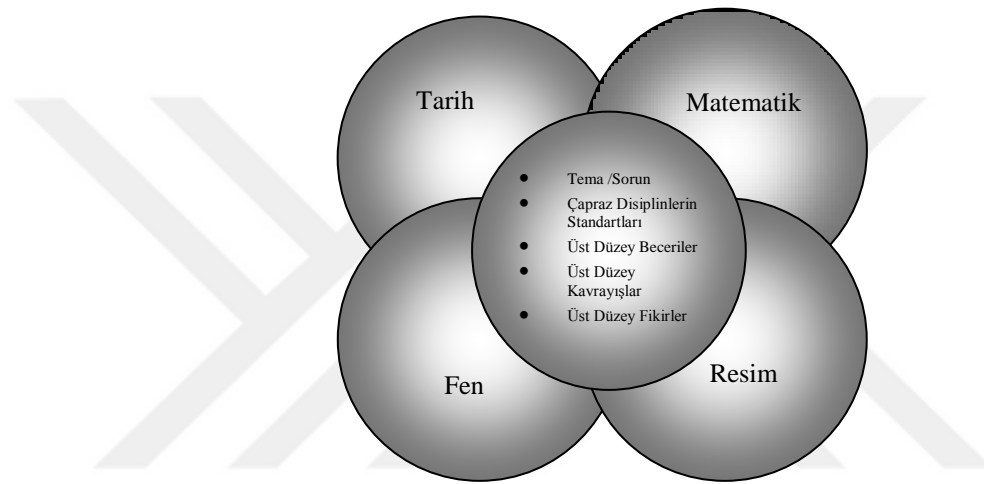 Tarih
Matematik
• Tema /Sorun
• Çapraz Disiplinlerin
Standartları
• Üst Düzey Beceriler
• Üst Düzey
Kavrayışlar
• Üst Düzey Fikirler
Fen
Resim